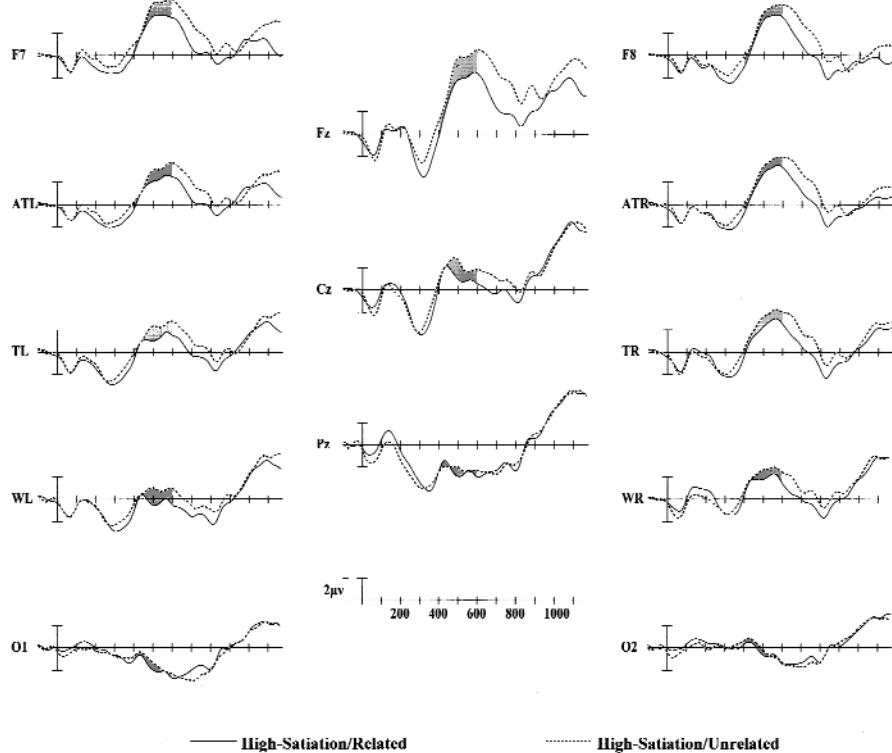 F7
F8
Fz
ATL
ATR
Cz
TL
TR
Pz
WL
WR
2μv
200 400 600 800 1000
O1
O2
High-Satiation/Related
High-Satiation/Unrelated